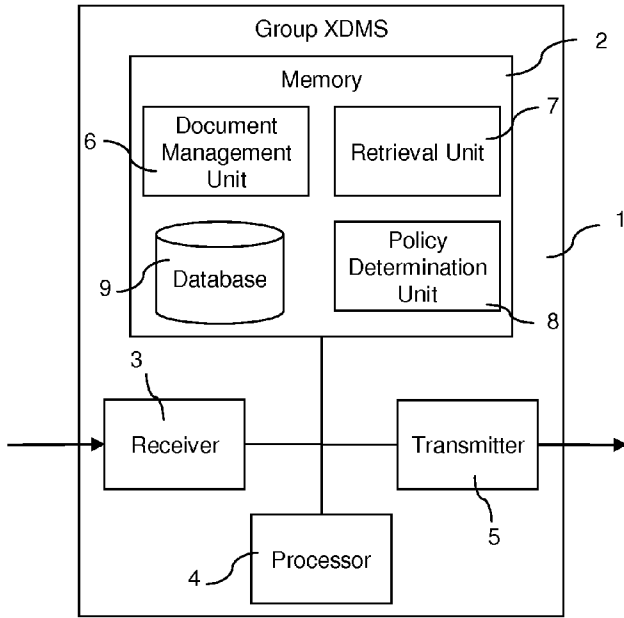 Group XDMS
2
Memory
6
Document
Management
Unit
7
Retrieval Unit
1
9
Database
Policy
Determination
Unit
8
3
Receiver
Transmitter
5
4
Processor